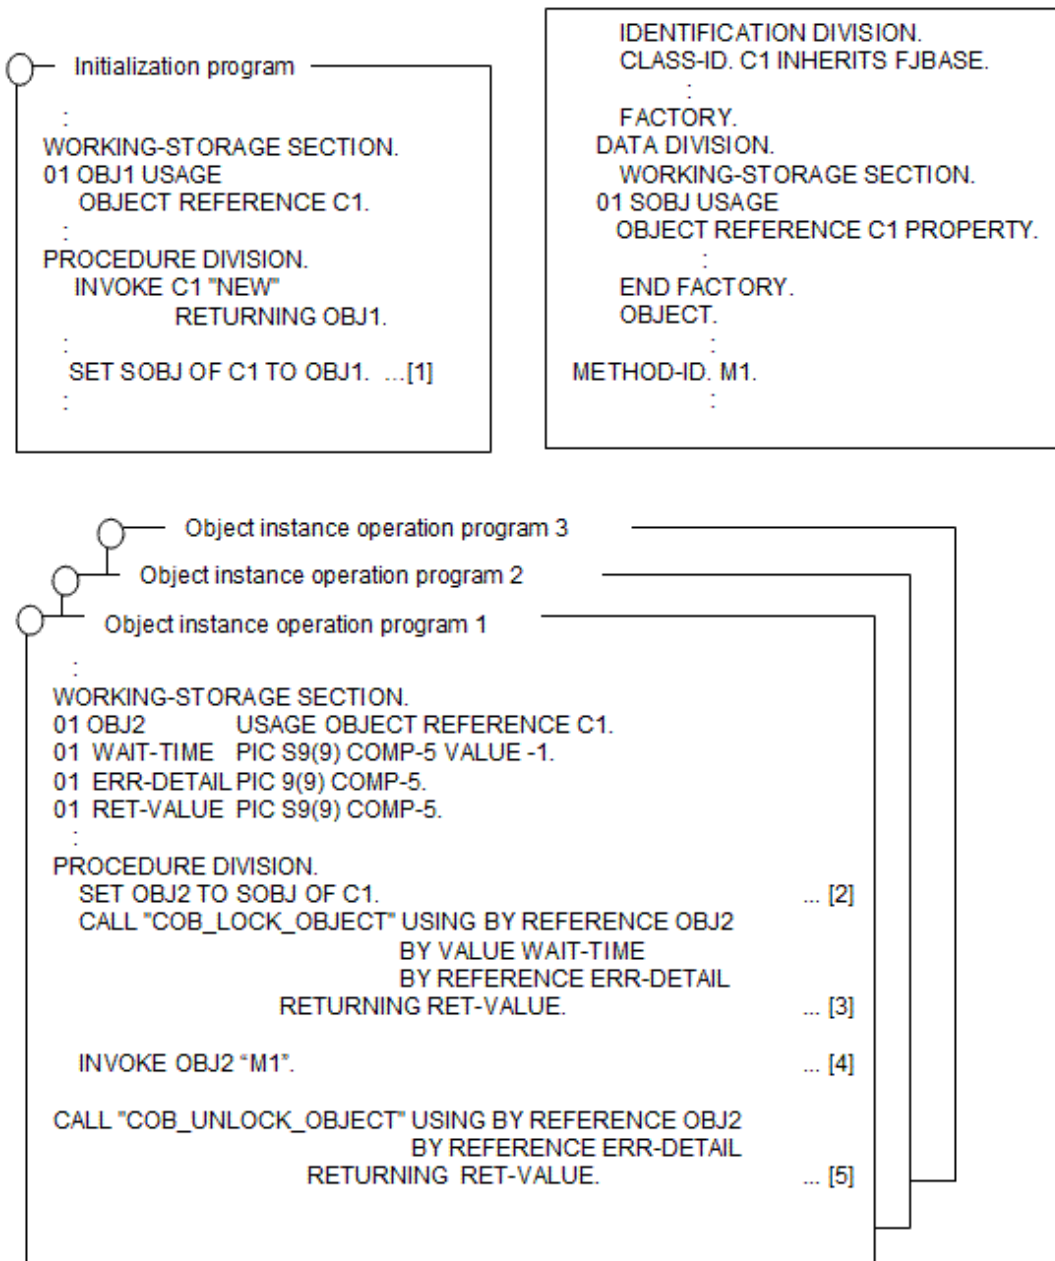 Initialization program
:
WORKING-STORAGE SECTION.
01 OBJ1 USAGE
OBJECT REFERENCE C1.
:
PROCEDURE DIVISION.
INVOKE C1 "NEW"
RETURNING OBJ1.
:
SET SOBJ OF C1 TO OBJ1. ...[1]
:
IDENTIFICATION DIVISION.
CLASS-ID. C1 INHERITS FJBASE.
:
FACTORY.
DATA DIVISION.
WORKING-STORAGE SECTION.
01 SOBJ USAGE
OBJECT REFERENCE C1 PROPERTY.
:
END FACTORY.
OBJECT.
:
METHOD-ID. M1.
:
Object instance operation program 3
Object instance operation program 2
Object instance operation program 1
:
WORKING-STORAGE SECTION.
01 OBJ2 USAGE OBJECT REFERENCE C1.
01 WAIT-TIME PIC S9(9) COMP-5 VALUE -1.
01 ERR-DETAIL PIC 9(9) COMP-5.
01 RET-VALUE PIC S9(9) COMP-5.
:
PROCEDURE DIVISION.
SET OBJ2 TO SOBJ OF C1. ... [2]
CALL "COB_LOCK_OBJECT" USING BY REFERENCE OBJ2
BY VALUE WAIT-TIME
BY REFERENCE ERR-DETAIL
RETURNING RET-VALUE. ... [3]
INVOKE OBJ2 “M1”. ... [4]
CALL "COB_UNLOCK_OBJECT" USING BY REFERENCE OBJ2
BY REFERENCE ERR-DETAIL
RETURNING RET-VALUE. ... [5]